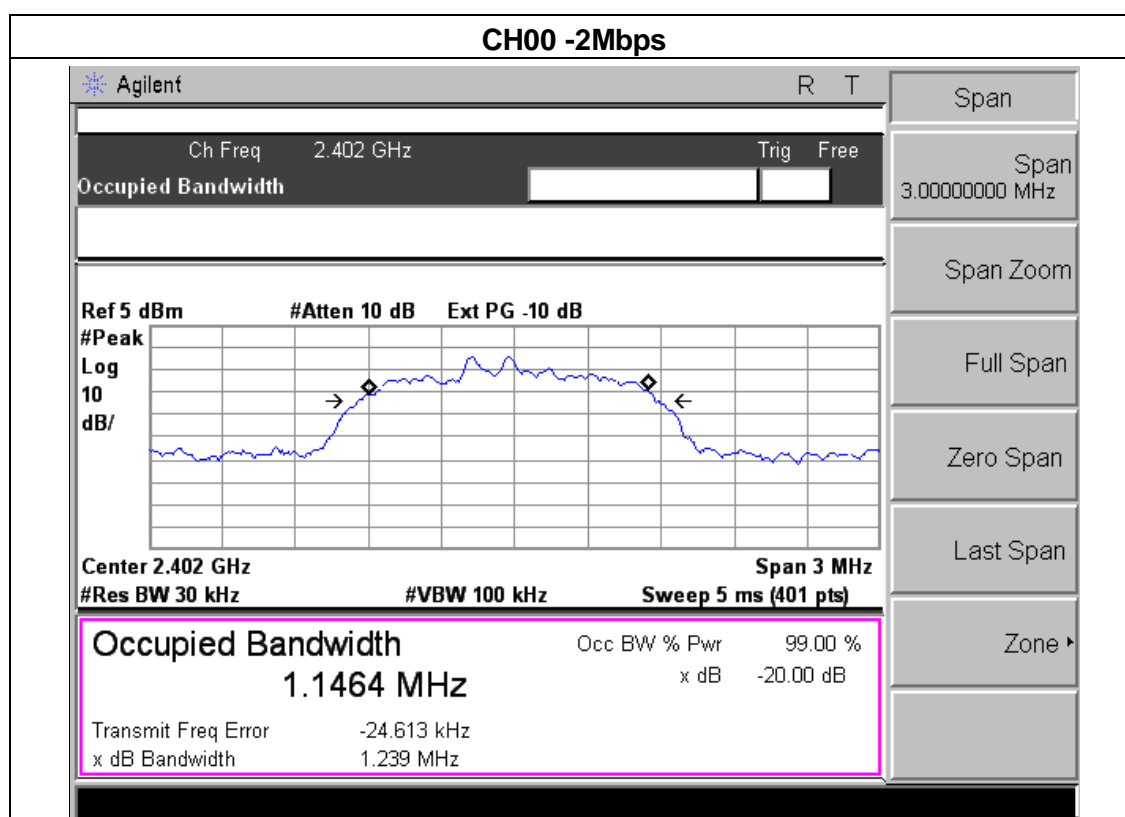 CH00 -2Mbps
Agilent R T
Ch Freq 2.402 GHz Trig Free
Occupied Bandwidth
Ref 5 dBm #Atten 10 dB Ext PG -10 dB
#Peak
Log
10
dB/
Center 2.402 GHz Span 3 MHz
#Res BW 30 kHz #VBW 100 kHz Sweep 5 ms (401 pts)
Occupied Bandwidth Occ BW % Pwr 99.00 %
1.1464 MHz x dB -20.00 dB
Transmit Freq Error -24.613 kHz
x dB Bandwidth 1.239 MHz
Span
Span
3.00000000 MHz
Span Zoom
Full Span
Zero Span
Last Span
Zone